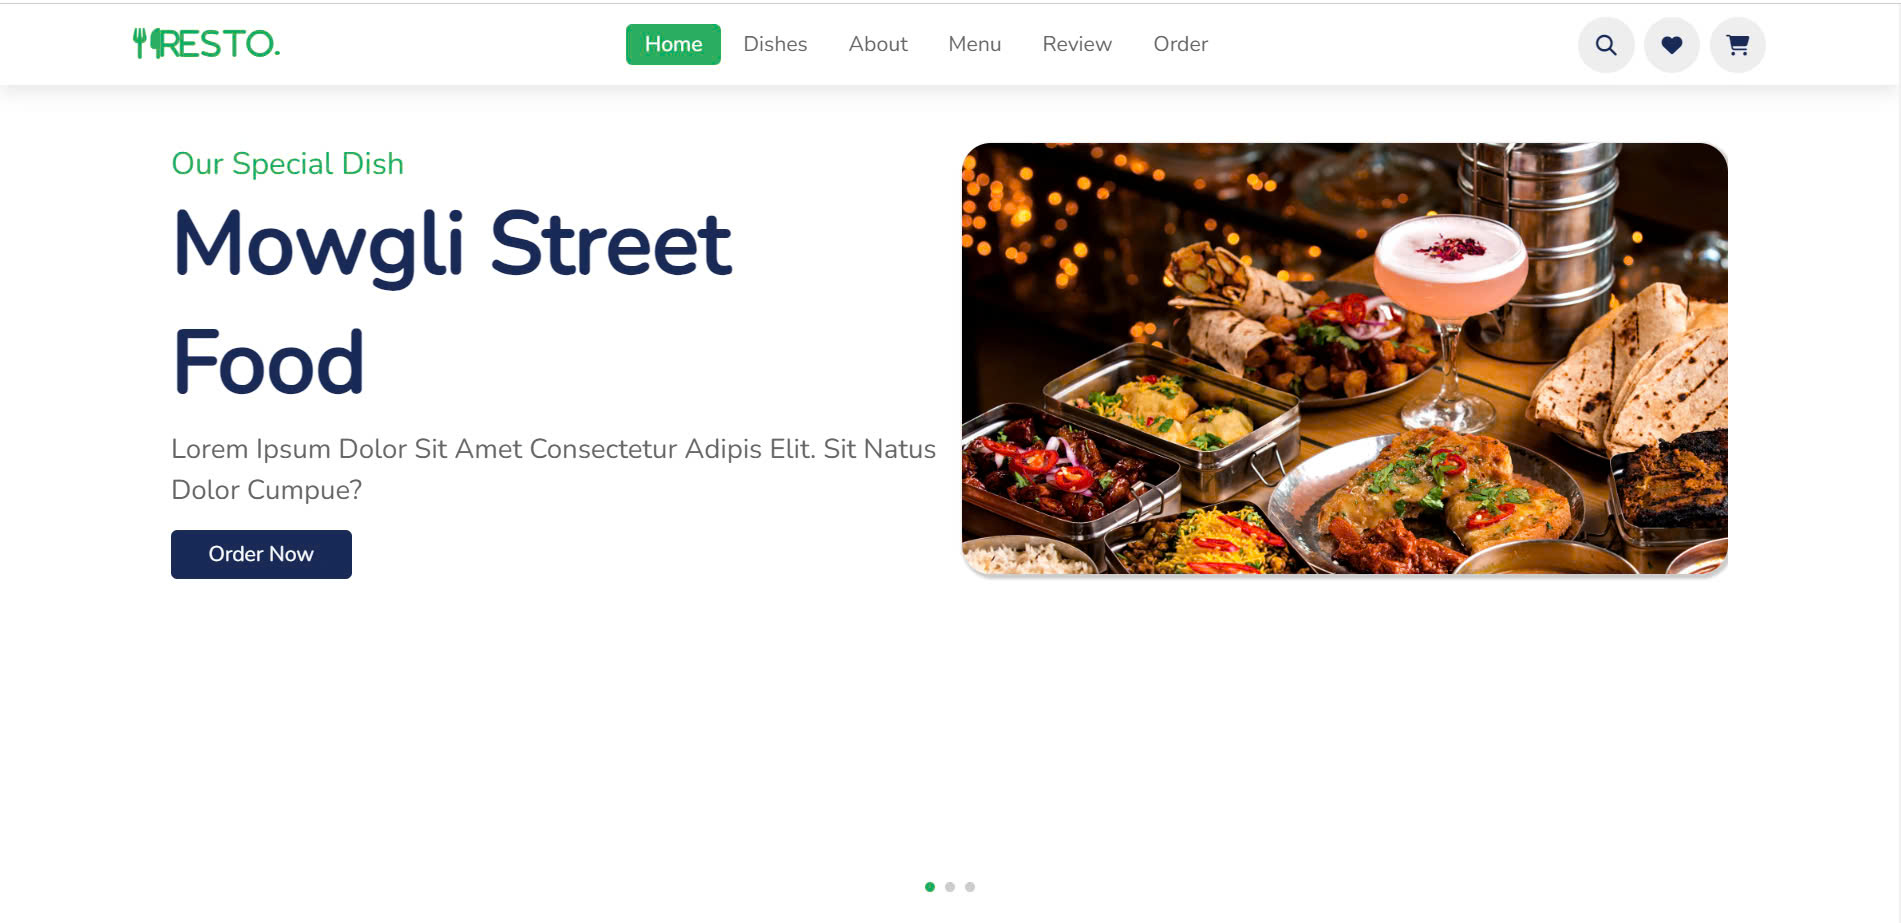 RESTO.
Home Dishes About Menu Review Order
Our Special Dish
Mowgli Street
Food
Lorem Ipsum Dolor Sit Amet Consectetur Adipis Elit. Sit Natus
Dolor Cumpue?
Order Now